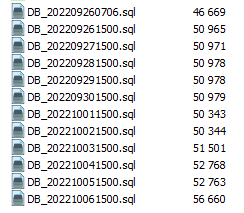 DB_202209260706.sql 46 669
DB_202209261500.sql 50 965
DB_202209271500.sql 50 971
DB_202209281500.sql 50 978
DB_202209291500.sql 50 978
DB_202209301500.sql 50 979
DB_202210011500.sql 50 343
DB_202210021500.sql 50 344
DB_202210031500.sql 51 501
DB_202210041500.sql 52 768
DB_202210051500.sql 52 763
DB_202210061500.sql 56 660